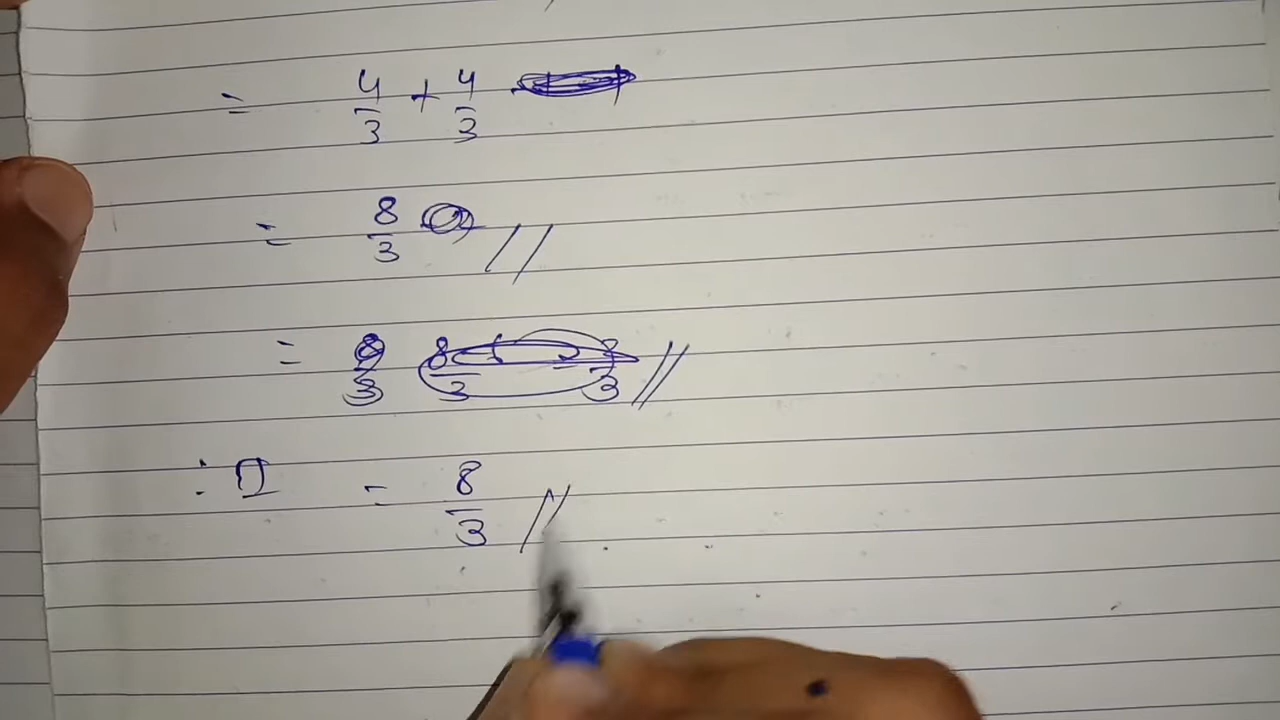 = 4/3 + 4/3
= 8/3 //
= 8/3 //
∴ I = 8/3 //